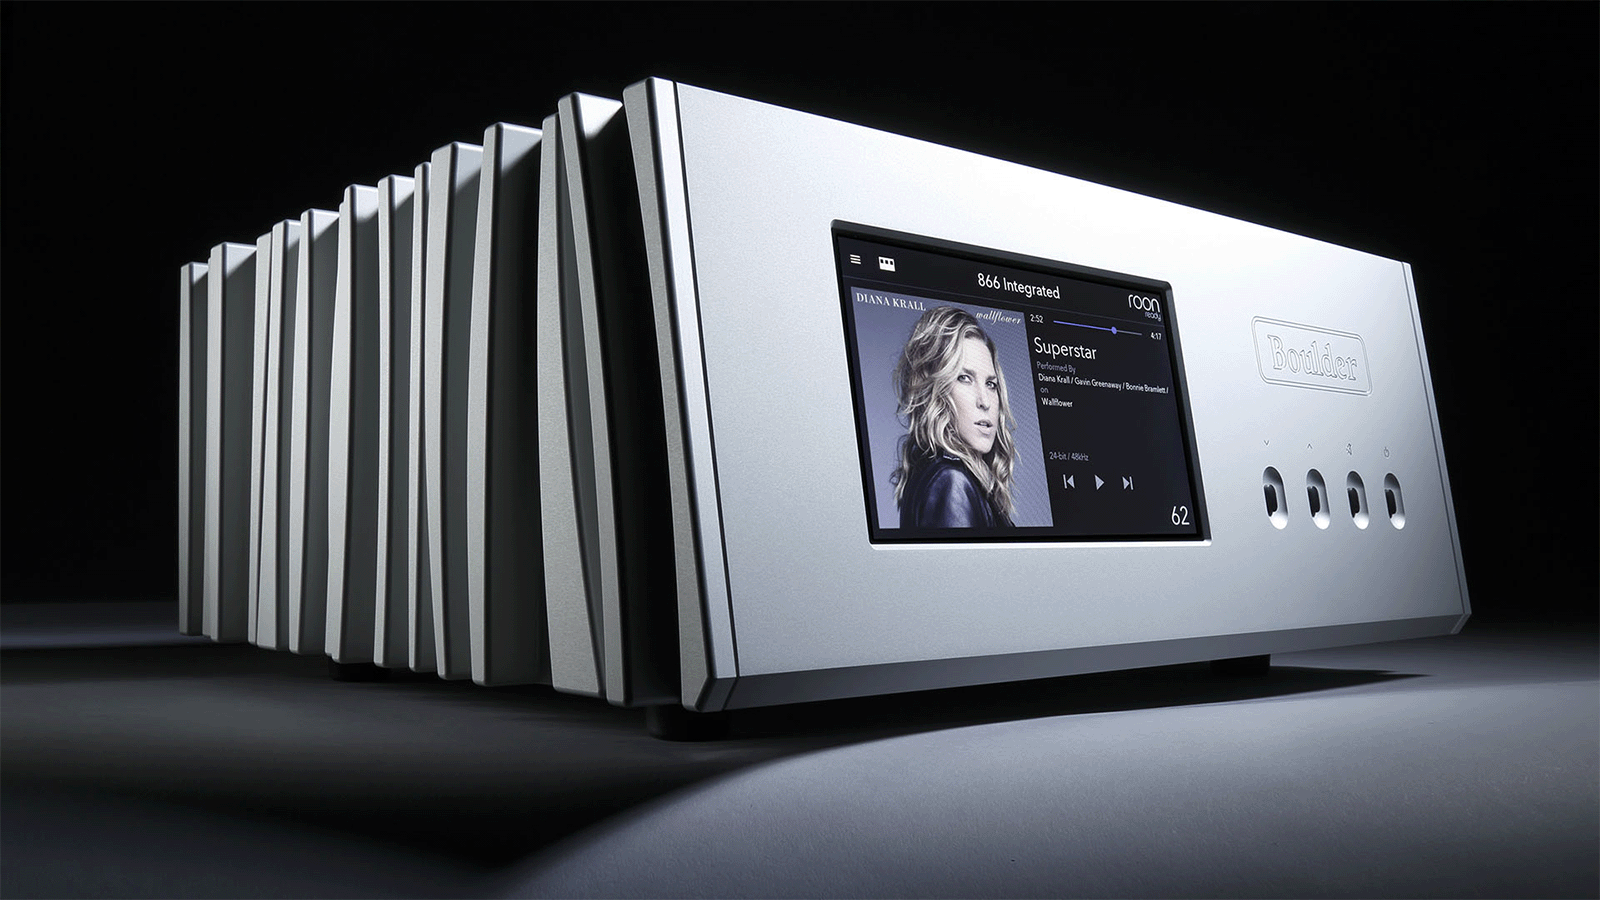 866 Integrated
roon
ready
DIANA KRALL
wallflower
2:52
4:17
Superstar
Performed By
Diana Krall / Gavin Greenaway / Bonnie Bramlett /
on
Wallflower
24-bit / 48kHz
62
Boulder